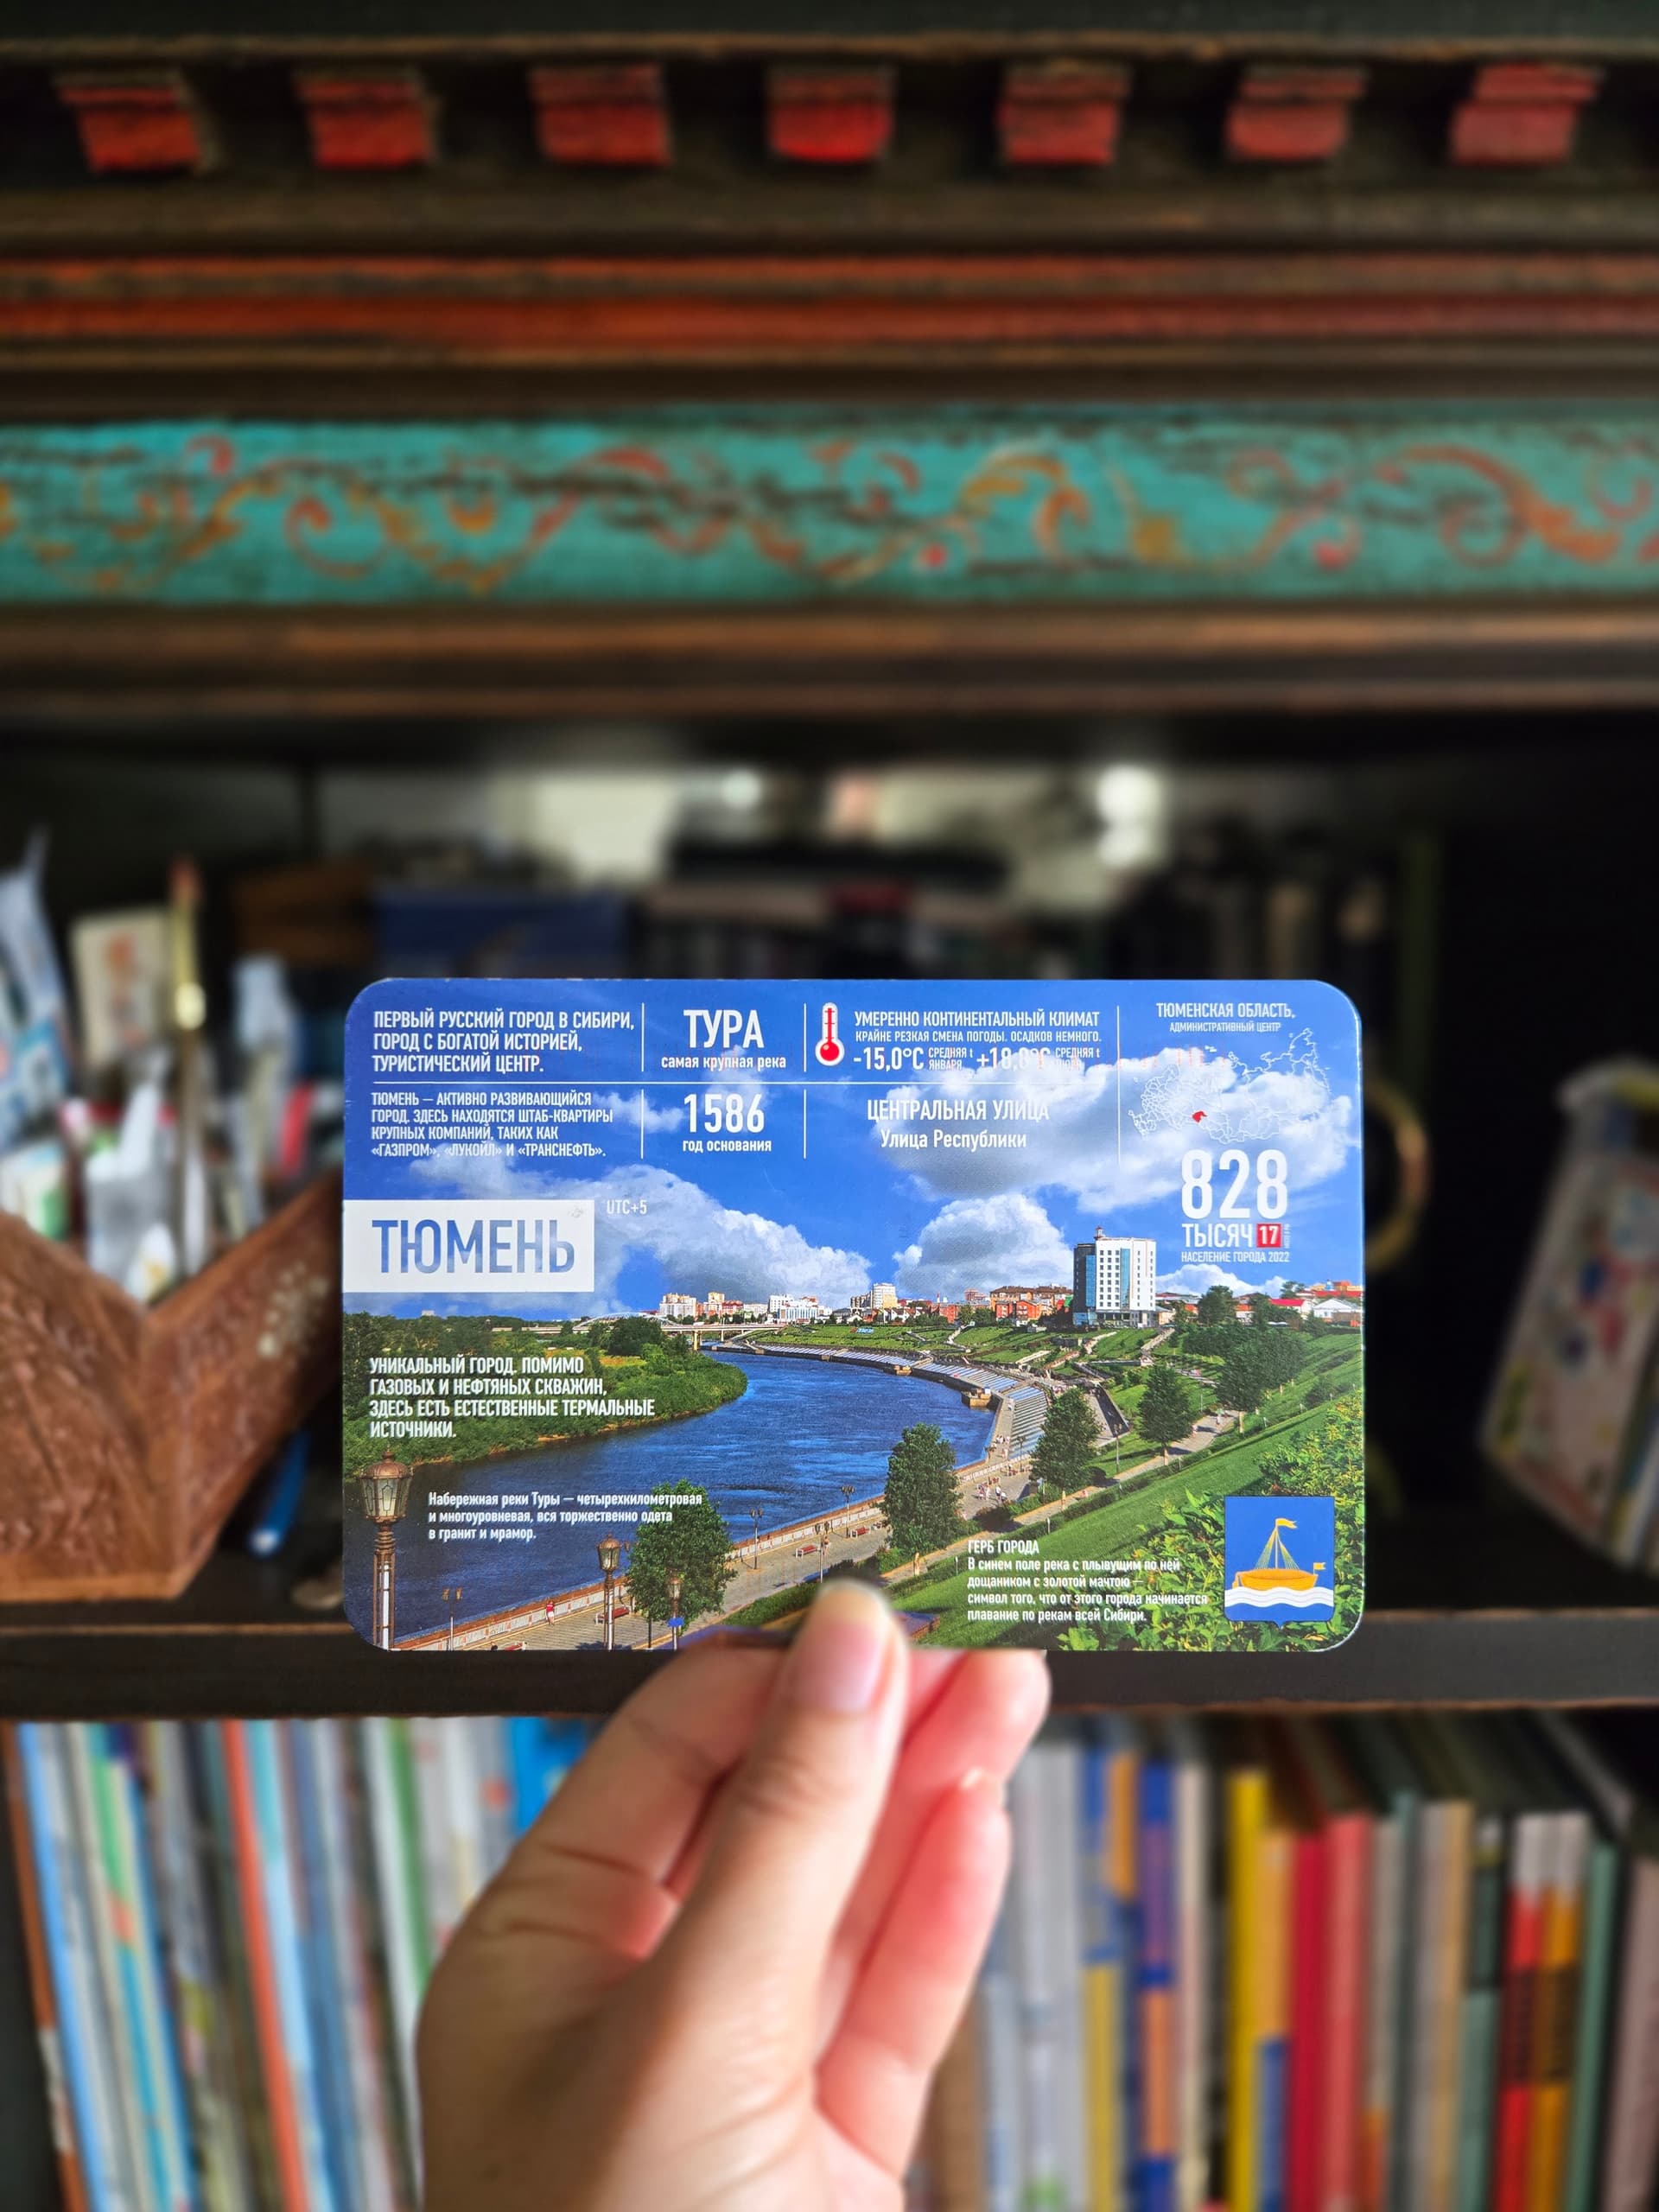 ПЕРВЫЙ РУССКИЙ ГОРОД В СИБИРИ,
ГОРОД С БОГАТОЙ ИСТОРИЕЙ,
ТУРИСТИЧЕСКИЙ ЦЕНТР.
ТЮМЕНЬ — АКТИВНО РАЗВИВАЮЩИЙСЯ
ГОРОД. ЗДЕСЬ НАХОДЯТСЯ ШТАБ-КВАРТИРЫ
КРУПНЫХ КОМПАНИЙ, ТАКИХ КАК
«ГАЗПРОМ», «ЛУКОЙЛ» И «ТРАНСНЕФТЬ».
ТУРА
самая крупная река
1586
год основания
УМЕРЕННО КОНТИНЕНТАЛЬНЫЙ КЛИМАТ
КРАЙНЕ РЕЗКАЯ СМЕНА ПОГОДЫ. ОСАДКОВ НЕМНОГО.
-15,0°C СРЕДНЯЯ t ЯНВАРЯ +18,0°C СРЕДНЯЯ t
ЦЕНТРАЛЬНАЯ УЛИЦА
Улица Республики
ТЮМЕНСКАЯ ОБЛАСТЬ,
АДМИНИСТРАТИВНЫЙ ЦЕНТР
828
ТЫСЯЧ 17
НАСЕЛЕНИЕ ГОРОДА 2022
ТЮМЕНЬ
UTC+5
УНИКАЛЬНЫЙ ГОРОД. ПОМИМО
ГАЗОВЫХ И НЕФТЯНЫХ СКВАЖИН,
ЗДЕСЬ ЕСТЬ ЕСТЕСТВЕННЫЕ ТЕРМАЛЬНЫЕ
ИСТОЧНИКИ.
Набережная реки Туры — четырехкилометровая
и многоуровневая, вся торжественно одета
в гранит и мрамор.
ГЕРБ ГОРОДА
В синем поле река с плывущим по ней
дощаником с золотой мачтою —
символ того, что от этого города начинается
плавание по рекам всей Сибири.